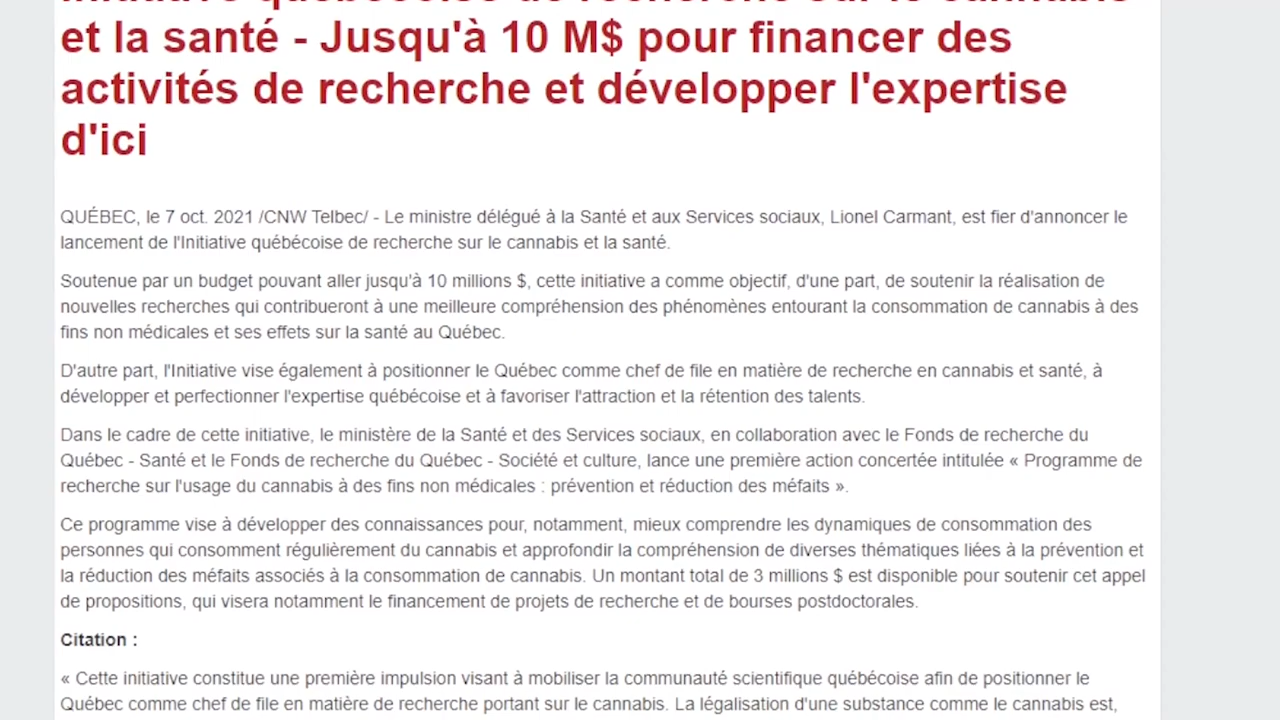 Initiative québécoise de recherche sur le cannabis
et la santé - Jusqu'à 10 M$ pour financer des
activités de recherche et développer l'expertise
d'ici
QUÉBEC, le 7 oct. 2021 /CNW Telbec/ - Le ministre délégué à la Santé et aux Services sociaux, Lionel Carmant, est fier d'annoncer le
lancement de l'Initiative québécoise de recherche sur le cannabis et la santé.
Soutenue par un budget pouvant aller jusqu'à 10 millions $, cette initiative a comme objectif, d'une part, de soutenir la réalisation de
nouvelles recherches qui contribueront à une meilleure compréhension des phénomènes entourant la consommation de cannabis à des
fins non médicales et ses effets sur la santé au Québec.
D'autre part, l'Initiative vise également à positionner le Québec comme chef de file en matière de recherche en cannabis et santé, à
développer et perfectionner l'expertise québécoise et à favoriser l'attraction et la rétention des talents.
Dans le cadre de cette initiative, le ministère de la Santé et des Services sociaux, en collaboration avec le Fonds de recherche du
Québec - Santé et le Fonds de recherche du Québec - Société et culture, lance une première action concertée intitulée « Programme de
recherche sur l'usage du cannabis à des fins non médicales : prévention et réduction des méfaits ».
Ce programme vise à développer des connaissances pour, notamment, mieux comprendre les dynamiques de consommation des
personnes qui consomment régulièrement du cannabis et approfondir la compréhension de diverses thématiques liées à la prévention et
la réduction des méfaits associés à la consommation de cannabis. Un montant total de 3 millions $ est disponible pour soutenir cet appel
de propositions, qui visera notamment le financement de projets de recherche et de bourses postdoctorales.
Citation :
« Cette initiative constitue une première impulsion visant à mobiliser la communauté scientifique québécoise afin de positionner le
Québec comme chef de file en matière de recherche portant sur le cannabis. La légalisation d'une substance comme le cannabis est,